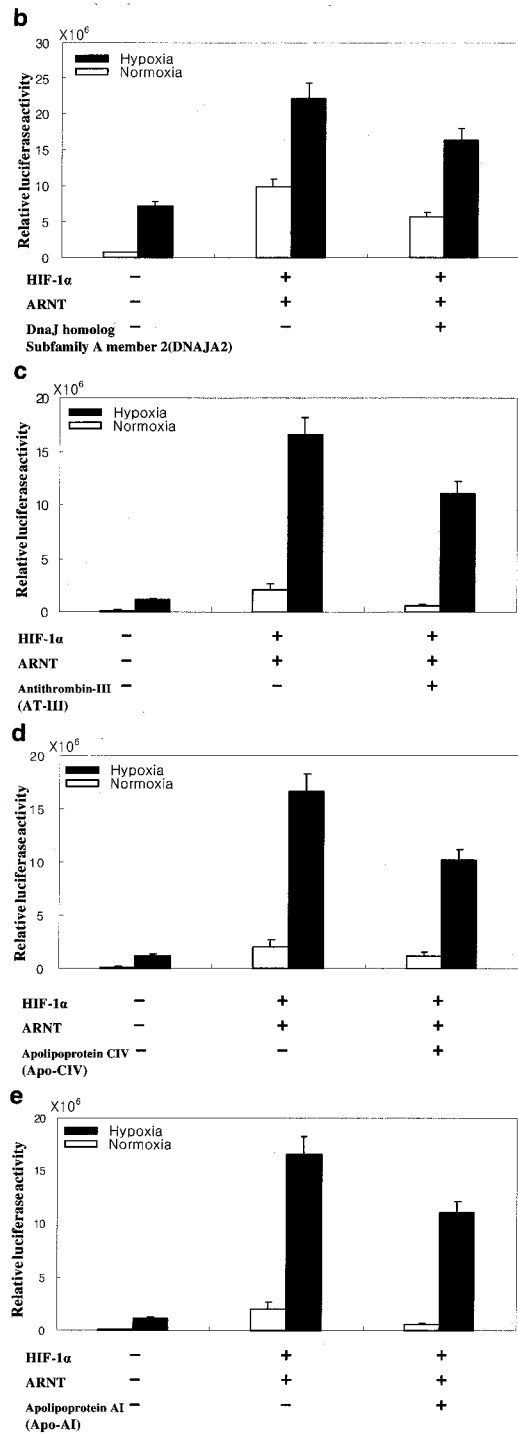 b
X10⁶
Relative luciferase activity
30
25
20
15
10
5
0
Hypoxia
Normoxia
HIF-1α − + +
ARNT − + +
DnaJ homolog − − +
Subfamily A member 2(DNAJA2)
c
X10⁶
Relative luciferase activity
20
15
10
5
0
Hypoxia
Normoxia
HIF-1α − + +
ARNT − + +
Antithrombin-III − − +
(AT-III)
d
X10⁶
Relative luciferase activity
20
15
10
5
0
Hypoxia
Normoxia
HIF-1α − + +
ARNT − + +
Apolipoprotein CIV − − +
(Apo-CIV)
e
X10⁶
Relative luciferase activity
20
15
10
5
0
Hypoxia
Normoxia
HIF-1α − + +
ARNT − + +
Apolipoprotein AI − − +
(Apo-AI)